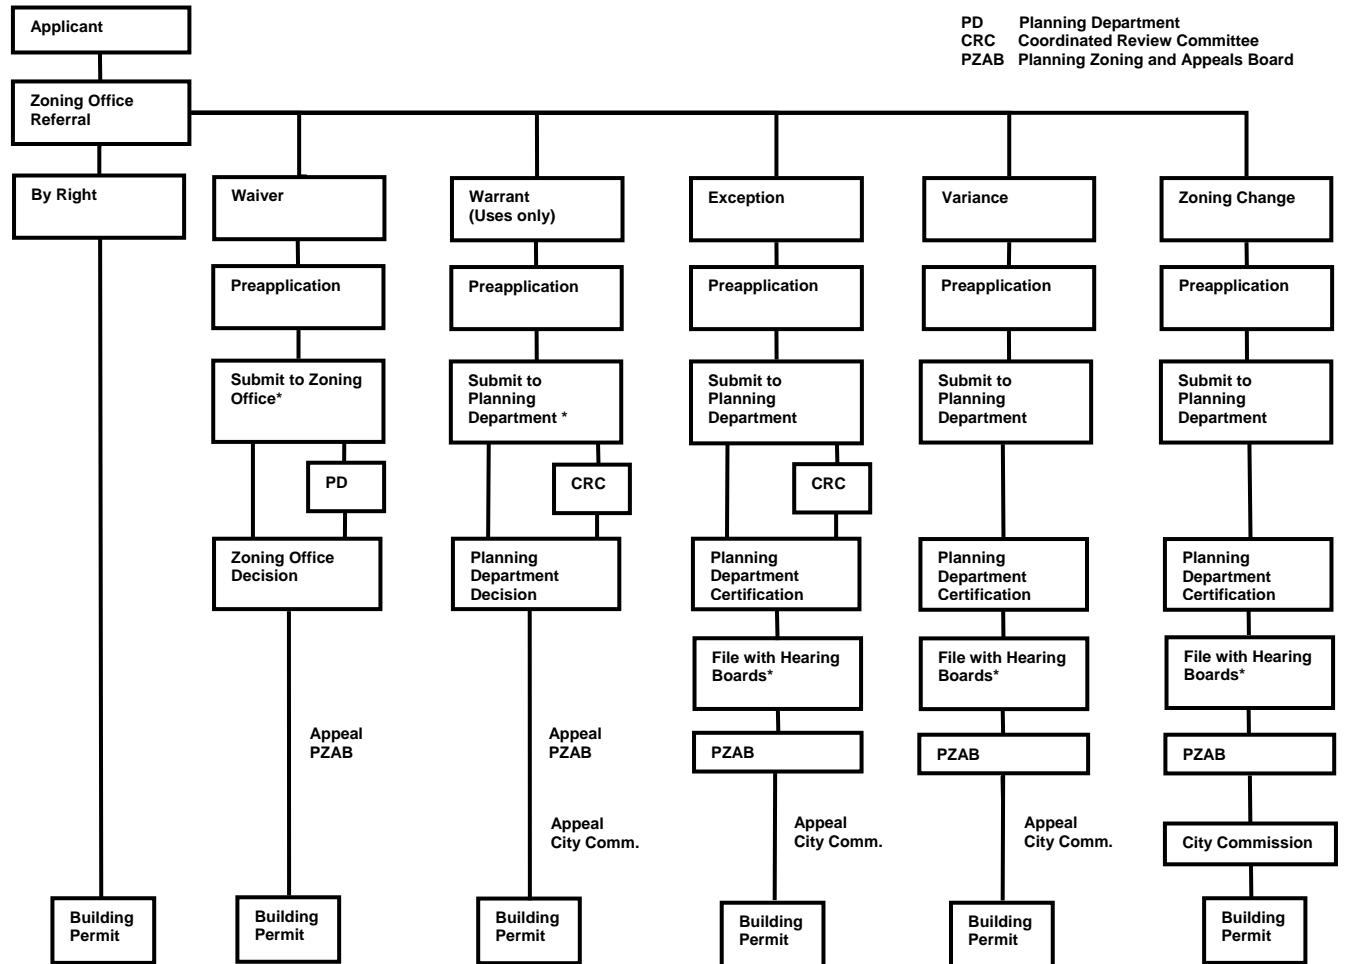 Applicant
PD Planning Department
CRC Coordinated Review Committee
PZAB Planning Zoning and Appeals Board
Zoning Office
Referral
By Right
Waiver
Warrant
(Uses only)
Exception
Variance
Zoning Change
Preapplication
Preapplication
Preapplication
Preapplication
Preapplication
Submit to Zoning
Office*
Submit to
Planning
Department *
Submit to
Planning
Department
Submit to
Planning
Department
Submit to
Planning
Department
PD
CRC
CRC
Zoning Office
Decision
Planning
Department
Decision
Planning
Department
Certification
Planning
Department
Certification
Planning
Department
Certification
File with Hearing
Boards*
File with Hearing
Boards*
File with Hearing
Boards*
Appeal
PZAB
Appeal
PZAB
PZAB
PZAB
PZAB
Appeal
City Comm.
Appeal
City Comm.
Appeal
City Comm.
City Commission
Building
Permit
Building
Permit
Building
Permit
Building
Permit
Building
Permit
Building
Permit